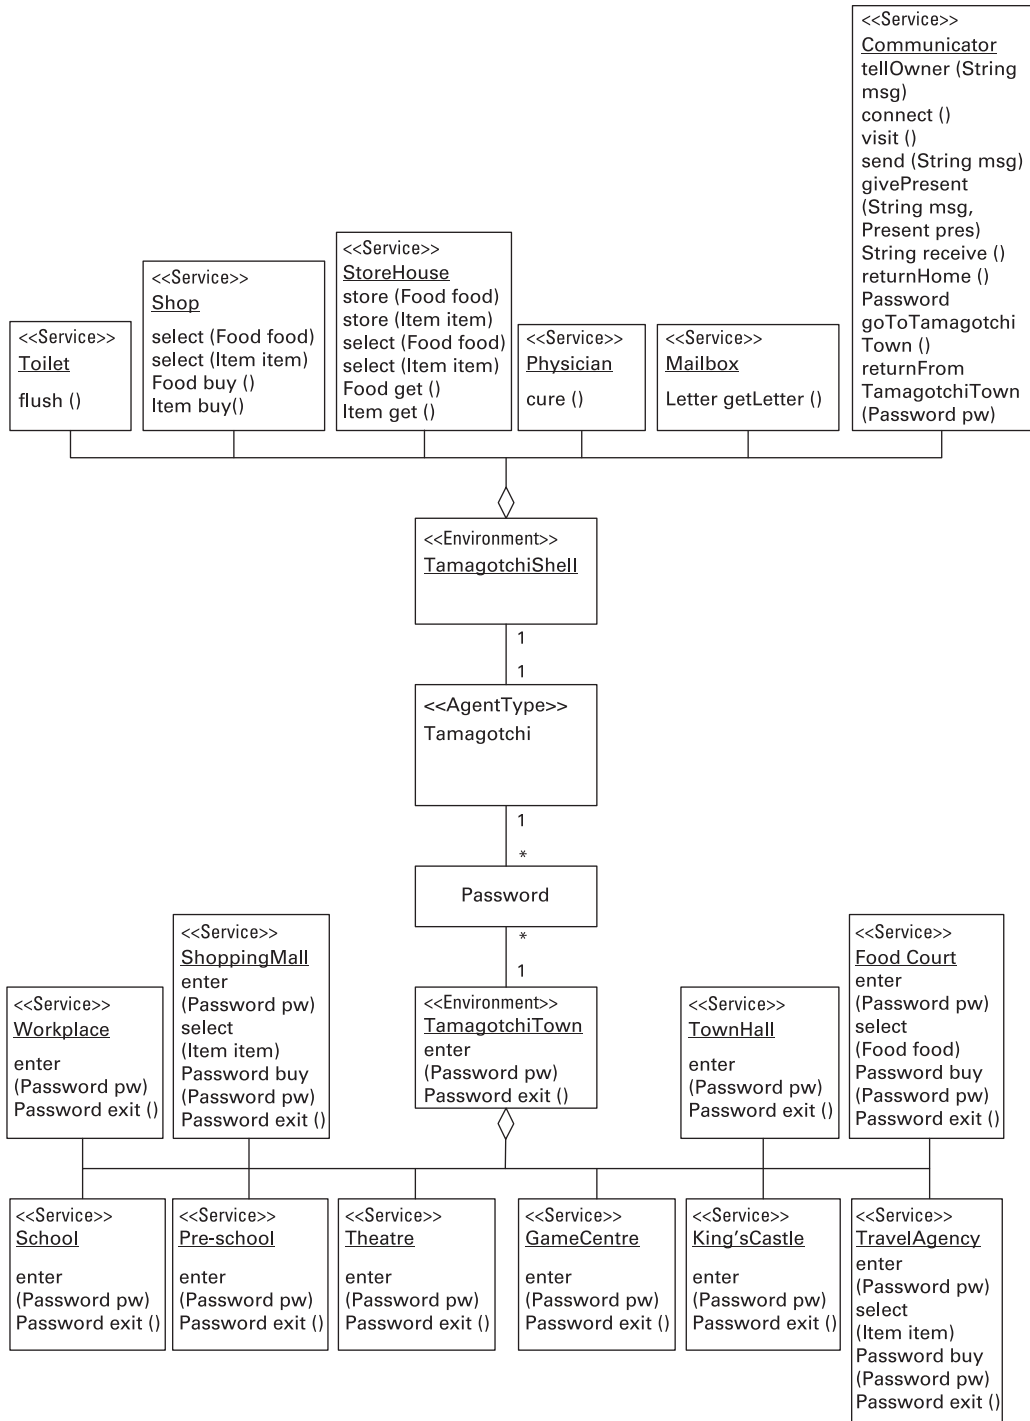 <<Service>>
Communicator
tellOwner (String
msg)
connect ()
visit ()
send (String msg)
givePresent
(String msg,
Present pres)
String receive ()
returnHome ()
Password
goToTamagotchi
Town ()
returnFrom
TamagotchiTown
(Password pw)
<<Service>>
StoreHouse
store (Food food)
store (Item item)
select (Food food)
select (Item item)
Food get ()
Item get ()
<<Service>>
Shop
select (Food food)
select (Item item)
Food buy ()
Item buy()
<<Service>>
Toilet
flush ()
<<Service>>
Physician
cure ()
<<Service>>
Mailbox
Letter getLetter ()
<<Environment>>
TamagotchiShell
1
1
<<AgentType>>
Tamagotchi
1
*
Password
*
1
<<Service>>
ShoppingMall
enter
(Password pw)
select
(Item item)
Password buy
(Password pw)
Password exit ()
<<Service>>
Food Court
enter
(Password pw)
select
(Food food)
Password buy
(Password pw)
Password exit ()
<<Service>>
Workplace
enter
(Password pw)
Password exit ()
<<Environment>>
TamagotchiTown
enter
(Password pw)
Password exit ()
<<Service>>
TownHall
enter
(Password pw)
Password exit ()
<<Service>>
School
enter
(Password pw)
Password exit ()
<<Service>>
Pre-school
enter
(Password pw)
Password exit ()
<<Service>>
Theatre
enter
(Password pw)
Password exit ()
<<Service>>
GameCentre
enter
(Password pw)
Password exit ()
<<Service>>
King'sCastle
enter
(Password pw)
Password exit ()
<<Service>>
TravelAgency
enter
(Password pw)
select
(Item item)
Password buy
(Password pw)
Password exit ()